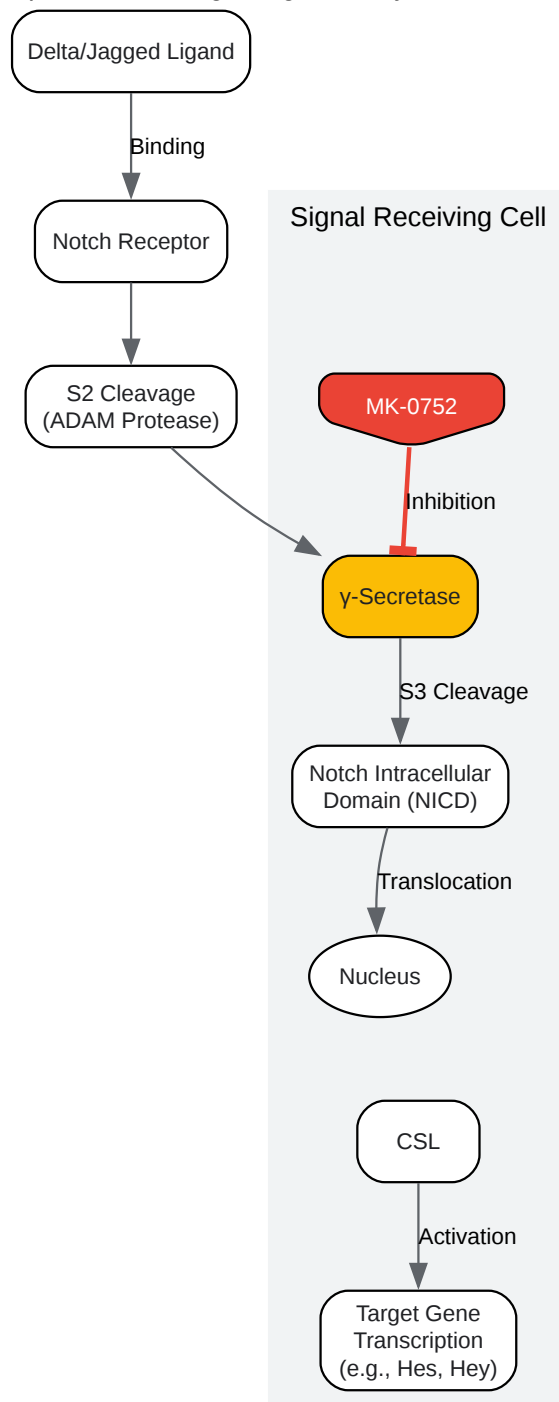 Delta/Jagged Ligand
Binding
Notch Receptor
Signal Receiving Cell
S2 Cleavage
(ADAM Protease)
MK-0752
Inhibition
γ-Secretase
S3 Cleavage
Notch Intracellular
Domain (NICD)
Translocation
Nucleus
CSL
Activation
Target Gene
Transcription
(e.g., Hes, Hey)